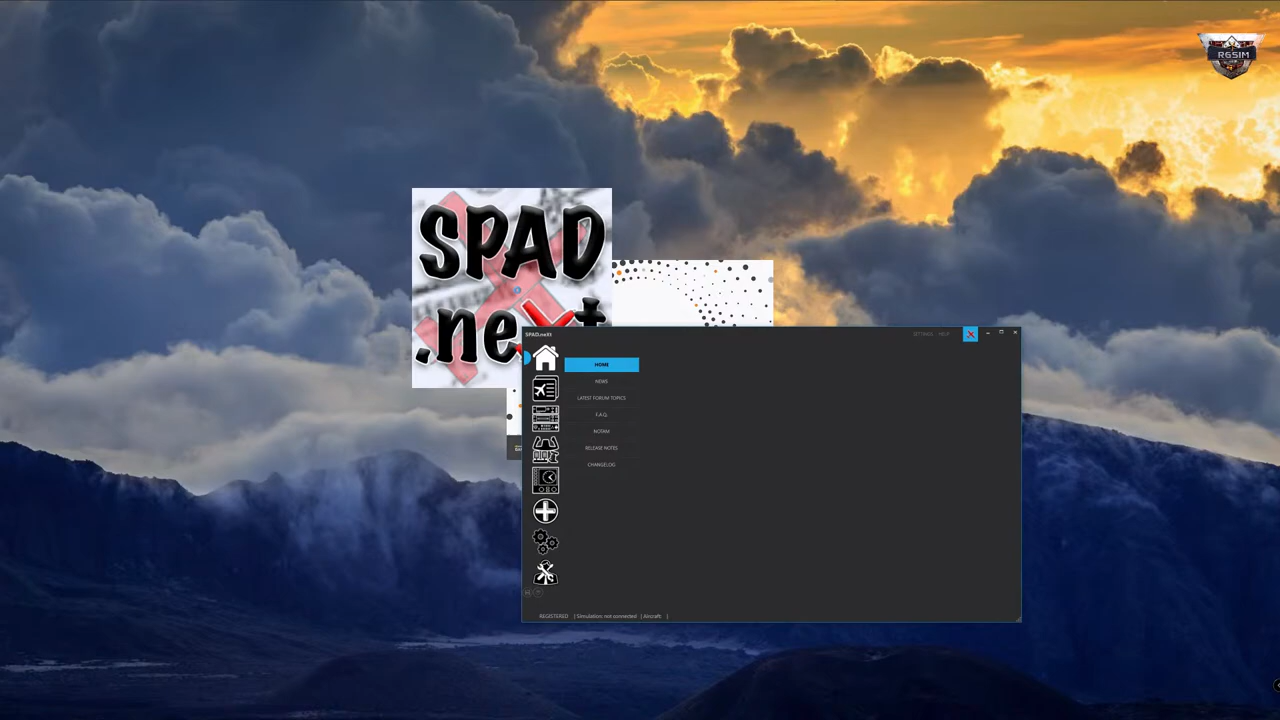 R6SIM
SPAD
.neXt
SPAD.neXt
SETTINGS
HELP
HOME
NEWS
LATEST FORUM TOPICS
F.A.Q.
NOTAM
RELEASE NOTES
CHANGELOG
REGISTERED | Simulation: not connected | Aircraft: |